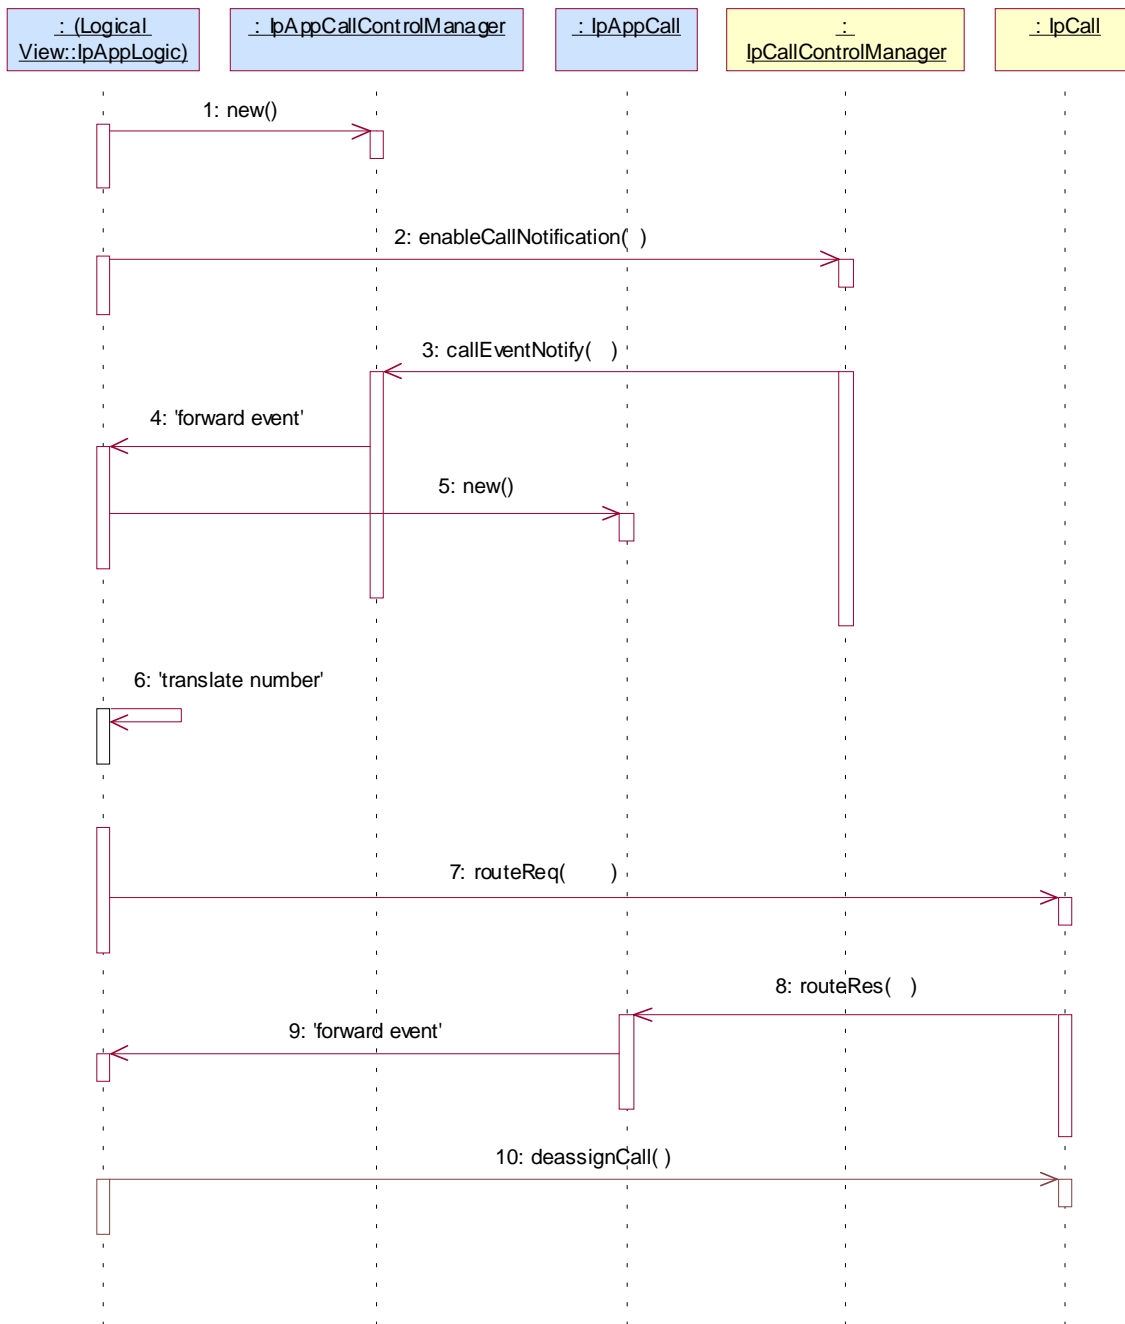 : (Logical
View::IpAppLogic)
: IpAppCallControlManager
: IpAppCall
:
IpCallControlManager
: IpCall
1: new()
2: enableCallNotification( )
3: callEventNotify( )
4: 'forward event'
5: new()
6: 'translate number'
7: routeReq( )
8: routeRes( )
9: 'forward event'
10: deassignCall( )